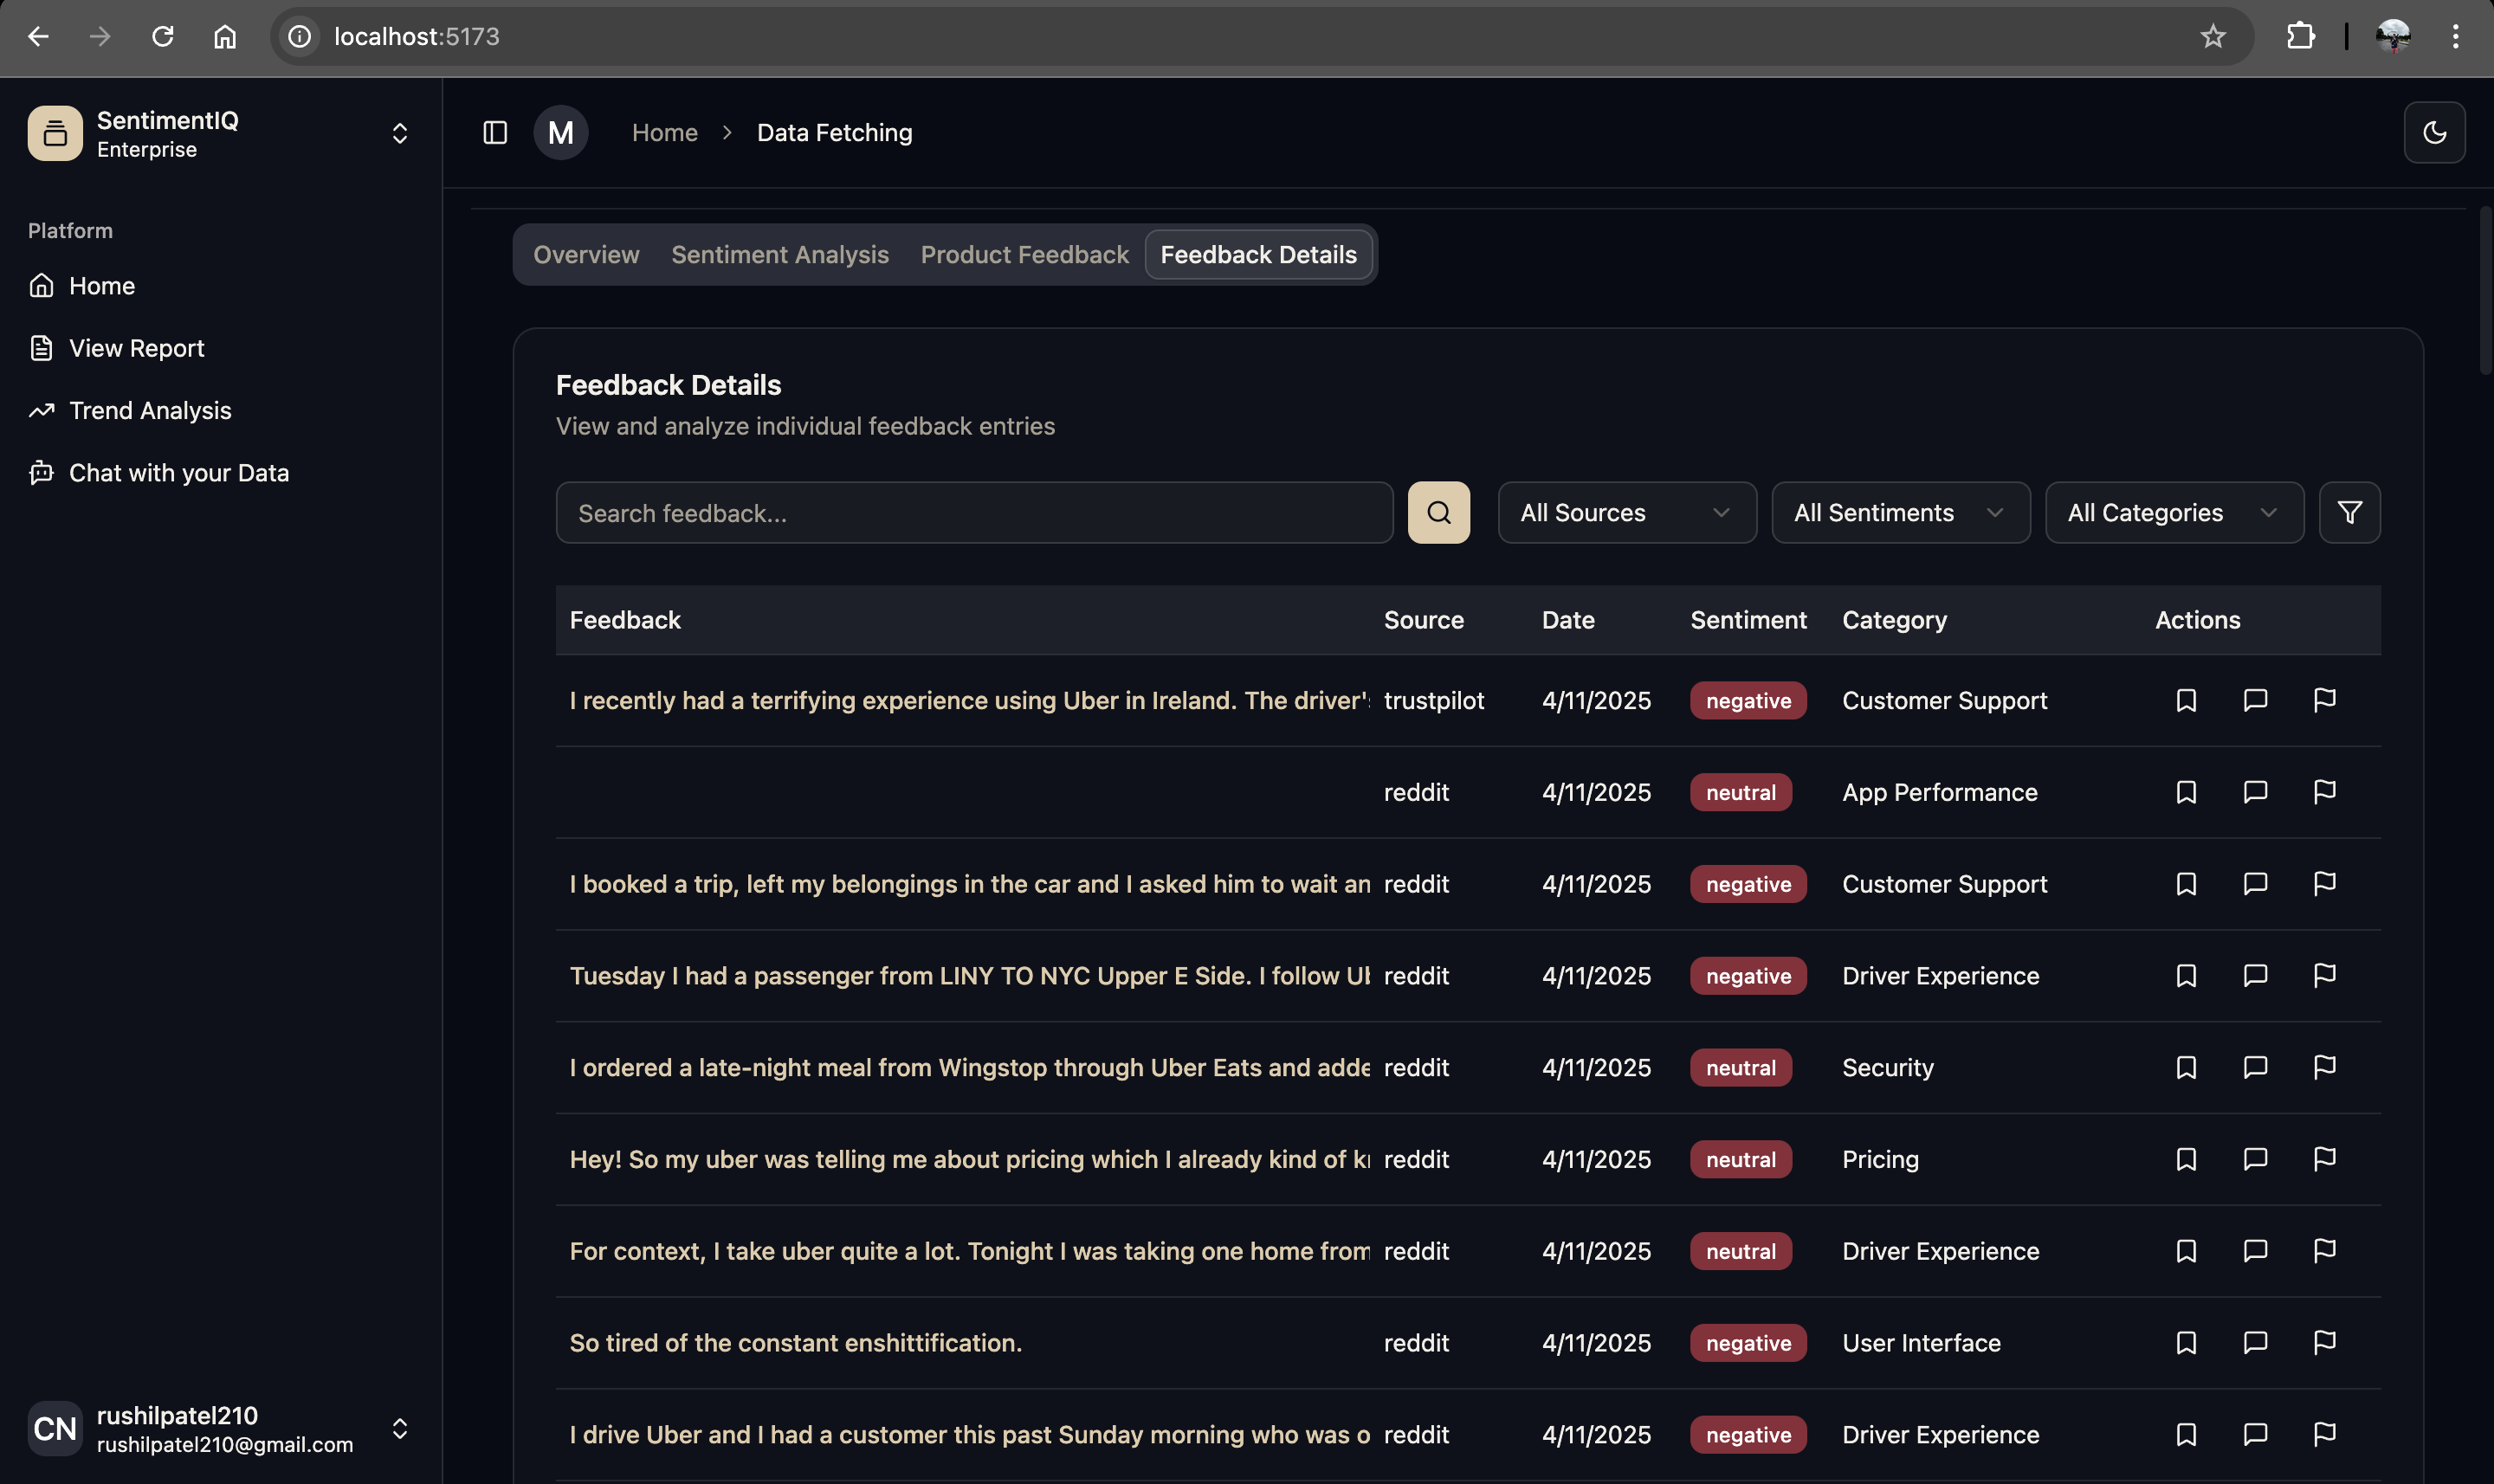 localhost:5173
SentimentIQ
Enterprise
M
Home
Data Fetching
Platform
Home
View Report
Trend Analysis
Chat with your Data
Overview
Sentiment Analysis
Product Feedback
Feedback Details
Feedback Details
View and analyze individual feedback entries
Search feedback...
All Sources
All Sentiments
All Categories
Feedback Source Date Sentiment Category Actions
I recently had a terrifying experience using Uber in Ireland. The driver' trustpilot 4/11/2025 negative Customer Support
reddit 4/11/2025 neutral App Performance
I booked a trip, left my belongings in the car and I asked him to wait an reddit 4/11/2025 negative Customer Support
Tuesday I had a passenger from LINY TO NYC Upper E Side. I follow reddit 4/11/2025 negative Driver Experience
I ordered a late-night meal from Wingstop through Uber Eats and adde reddit 4/11/2025 neutral Security
Hey! So my uber was telling me about pricing which I already kind of reddit 4/11/2025 neutral Pricing
For context, I take uber quite a lot. Tonight I was taking one home from reddit 4/11/2025 neutral Driver Experience
So tired of the constant enshittification. reddit 4/11/2025 negative User Interface
I drive Uber and I had a customer this past Sunday morning who was o reddit 4/11/2025 negative Driver Experience
CN
rushilpatel210
rushilpatel210@gmail.com